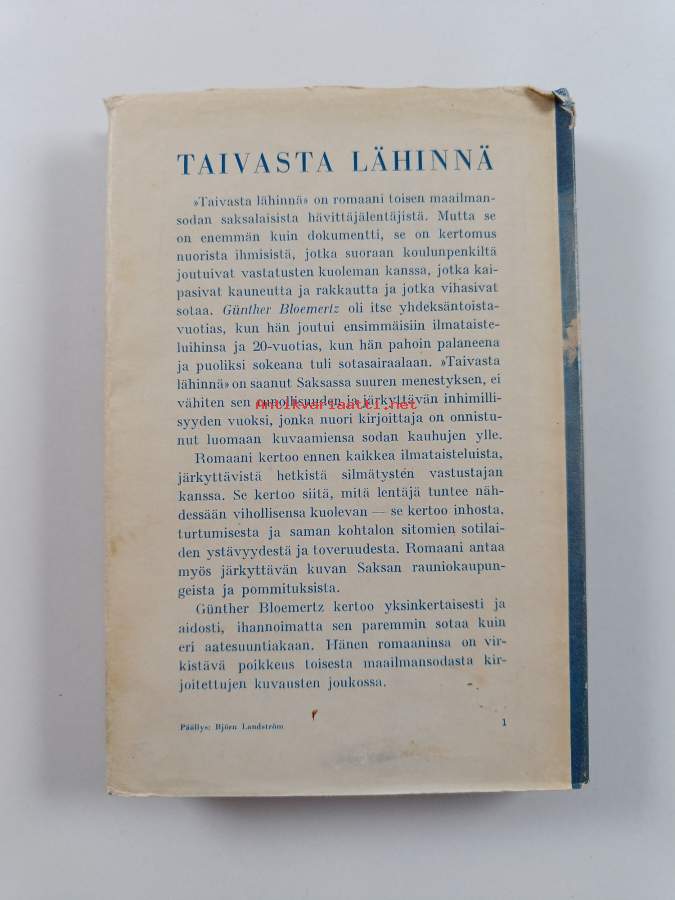 TAIVASTA LÄHINNÄ
»Taivasta lähinnä» on romaani toisen maailman-
sodan saksalaisista hävittäjälentäjistä. Mutta se
on enemmän kuin dokumentti, se on kertomus
nuorista ihmisistä, jotka suoraan koulunpenkiltä
joutuivat vastatusten kuoleman kanssa, jotka kai-
pasivat kauneutta ja rakkautta ja jotka vihasivat
sotaa. Günther Bloemertz oli itse yhdeksäntoista-
vuotias, kun hän joutui ensimmäisiin ilmataiste-
luihinsa ja 20-vuotias, kun hän pahoin palaneena
ja puoliksi sokeana tuli sotasairaalaan. »Taivasta
lähinnä» on saanut Saksassa suuren menestyksen, ei
vähiten sen runollisuuden ja järkyttävän inhimilli-
Antikvariaatti.net
syyden vuoksi, jonka nuori kirjoittaja on onnistu-
nut luomaan kuvaamiensa sodan kauhujen ylle.
Romaani kertoo ennen kaikkea ilmataisteluista,
järkyttävistä hetkistä silmätysten vastustajan
kanssa. Se kertoo siitä, mitä lentäjä tuntee näh-
dessään vihollisensa kuolevan — se kertoo inhosta,
turtumisesta ja saman kohtalon sitomien sotilai-
den ystävyydestä ja toveruudesta. Romaani antaa
myös järkyttävän kuvan Saksan rauniokaupun-
geista ja pommituksista.
Günther Bloemertz kertoo yksinkertaisesti ja
aidosti, ihannoimatta sen paremmin sotaa kuin
eri aatesuuntiakaan. Hänen romaaninsa on vir-
kistävä poikkeus toisesta maailmansodasta kir-
joitettujen kuvausten joukossa.
Päällys: Björn Landström 1